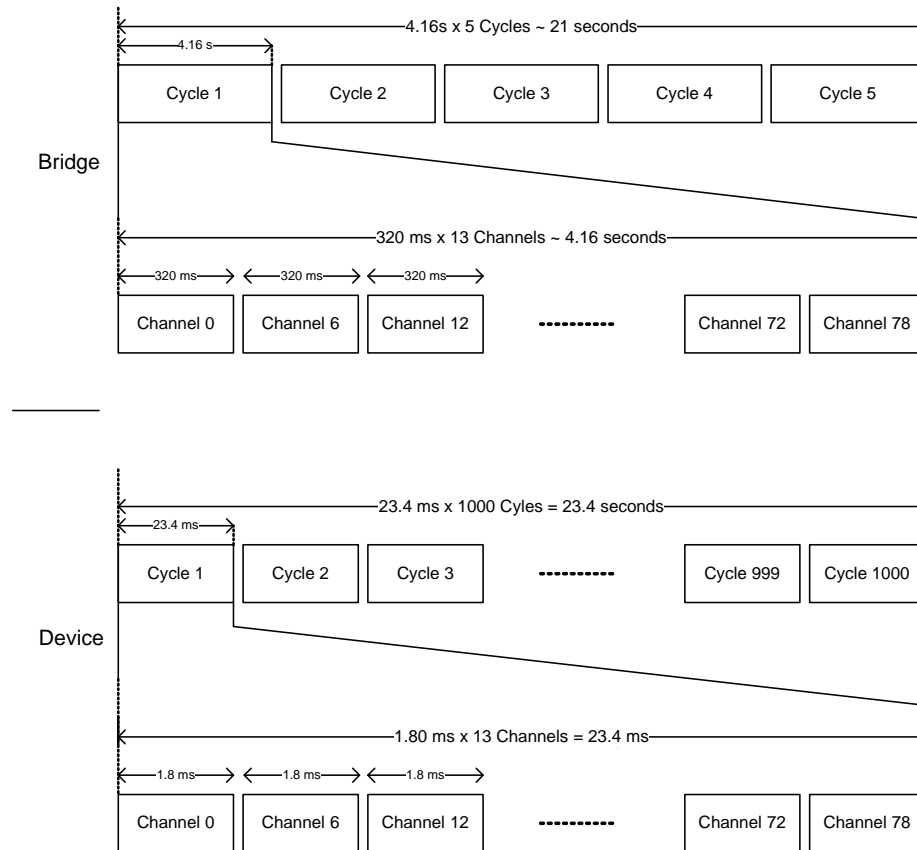 4.16s x 5 Cycles ~ 21 seconds
4.16 s
Cycle 1 Cycle 2 Cycle 3 Cycle 4 Cycle 5
Bridge
320 ms x 13 Channels ~ 4.16 seconds
320 ms 320 ms 320 ms
Channel 0 Channel 6 Channel 12 Channel 72 Channel 78
23.4 ms x 1000 Cyles = 23.4 seconds
23.4 ms
Cycle 1 Cycle 2 Cycle 3 Cycle 999 Cycle 1000
Device
1.80 ms x 13 Channels = 23.4 ms
1.8 ms 1.8 ms 1.8 ms
Channel 0 Channel 6 Channel 12 Channel 72 Channel 78